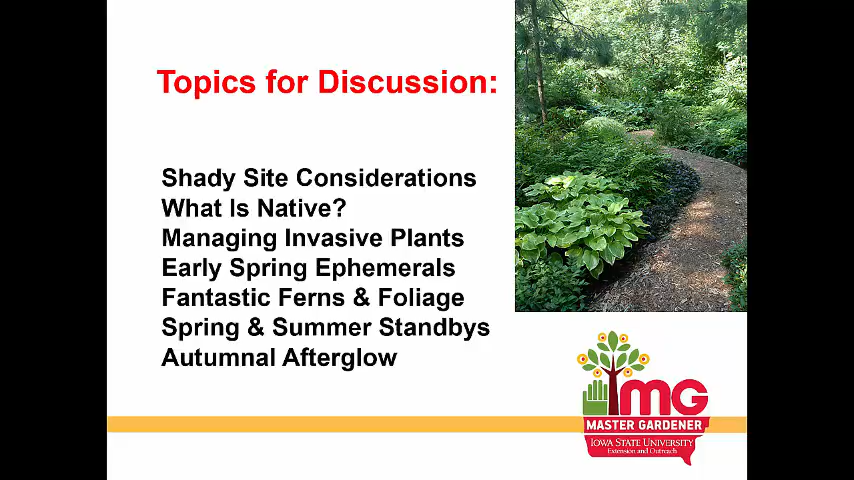 Topics for Discussion:
Shady Site Considerations
What Is Native?
Managing Invasive Plants
Early Spring Ephemerals
Fantastic Ferns & Foliage
Spring & Summer Standbys
Autumnal Afterglow
mG
MASTER GARDENER
IOWA STATE UNIVERSITY
Extension and Outreach